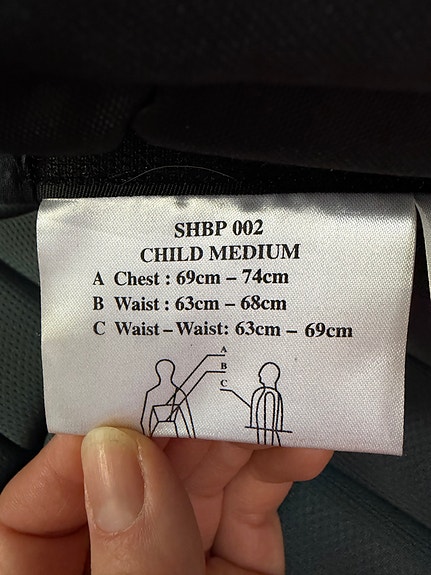 SHBP 002
CHILD MEDIUM
A Chest : 69cm – 74cm
B Waist : 63cm – 68cm
C Waist–Waist: 63cm – 69cm
A
B
C